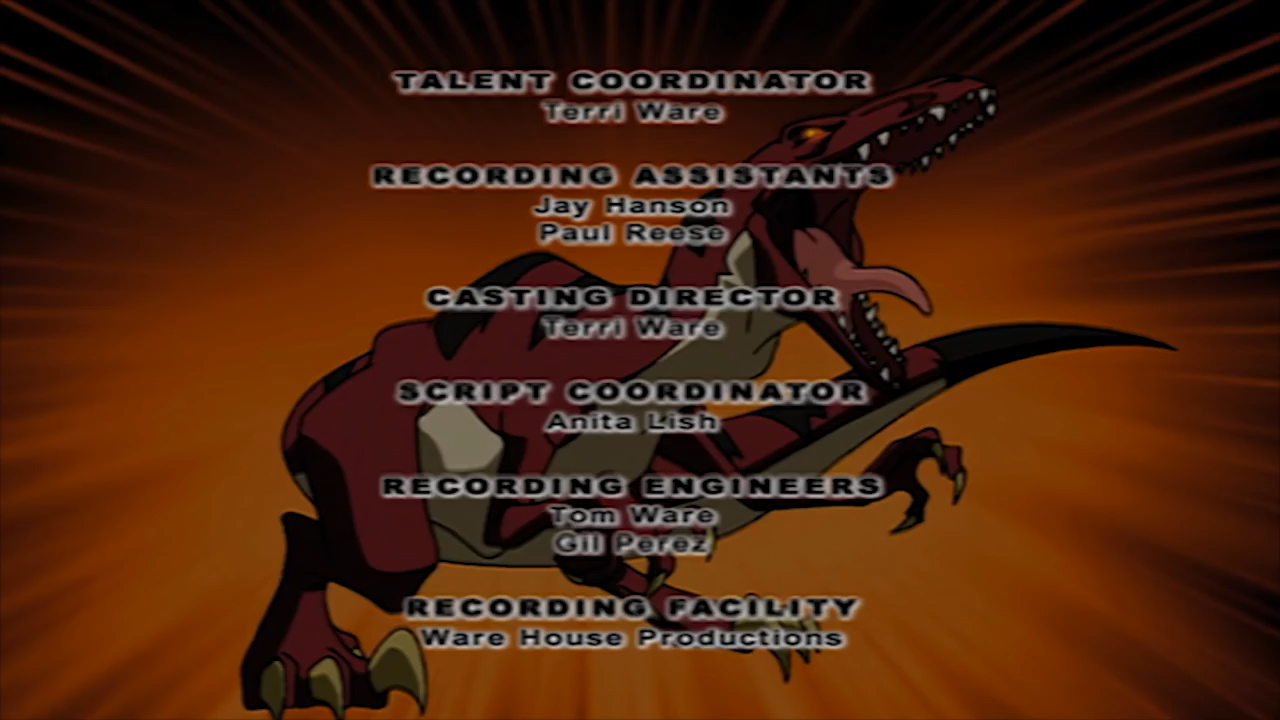 TALENT COORDINATOR
Terri Ware
RECORDING ASSISTANTS
Jay Hanson
Paul Reese
CASTING DIRECTOR
Terri Ware
SCRIPT COORDINATOR
Anita Lish
RECORDING ENGINEERS
Tom Ware
Gil Perez
RECORDING FACILITY
Ware House Productions